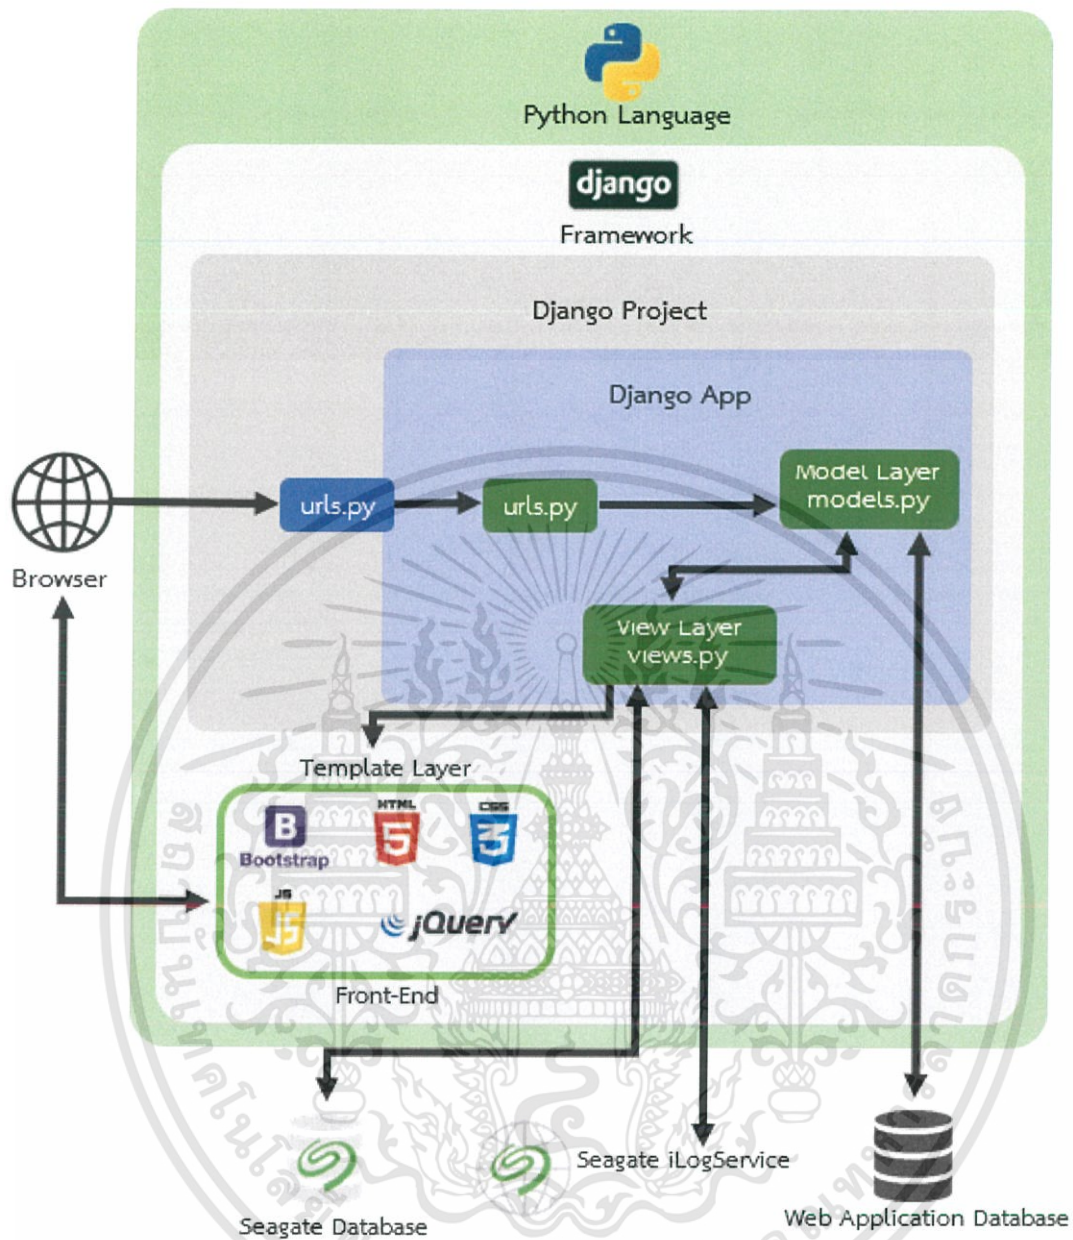 Python Language
django
Framework
Django Project
Django App
Browser
urls.py
urls.py
Model Layer
models.py
View Layer
views.py
Template Layer
B
Bootstrap
HTML
5
CSS
3
JS
JS
jQuery
Front-End
Seagate Database
Seagate iLogService
Web Application Database